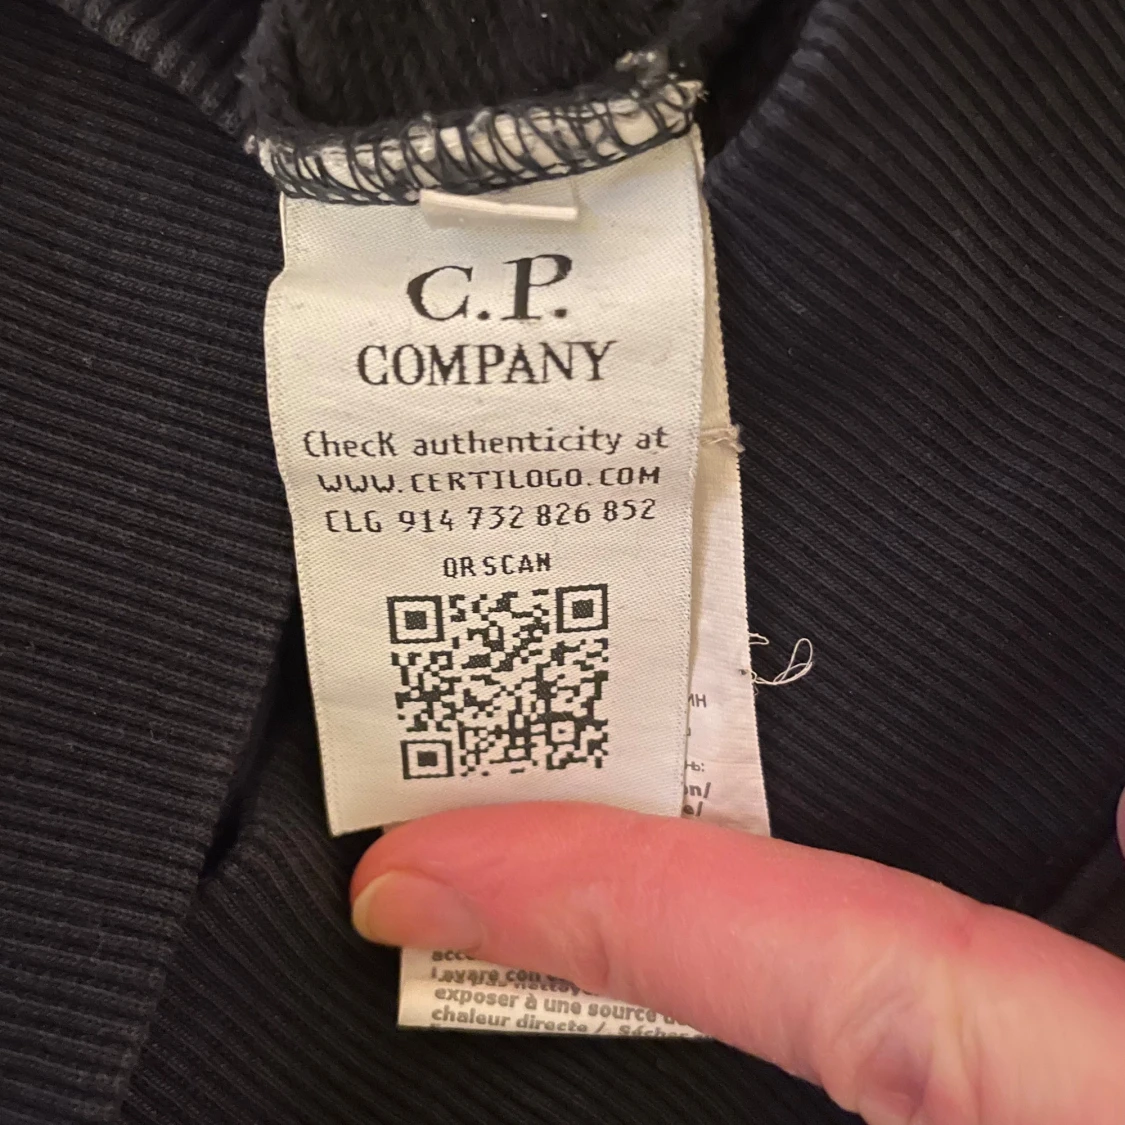 C.P.
COMPANY
Check authenticity at
WWW.CERTILOGO.COM
CLG 914 732 826 852
QR SCAN
exposer à une source
chaleur directe /. Sécher